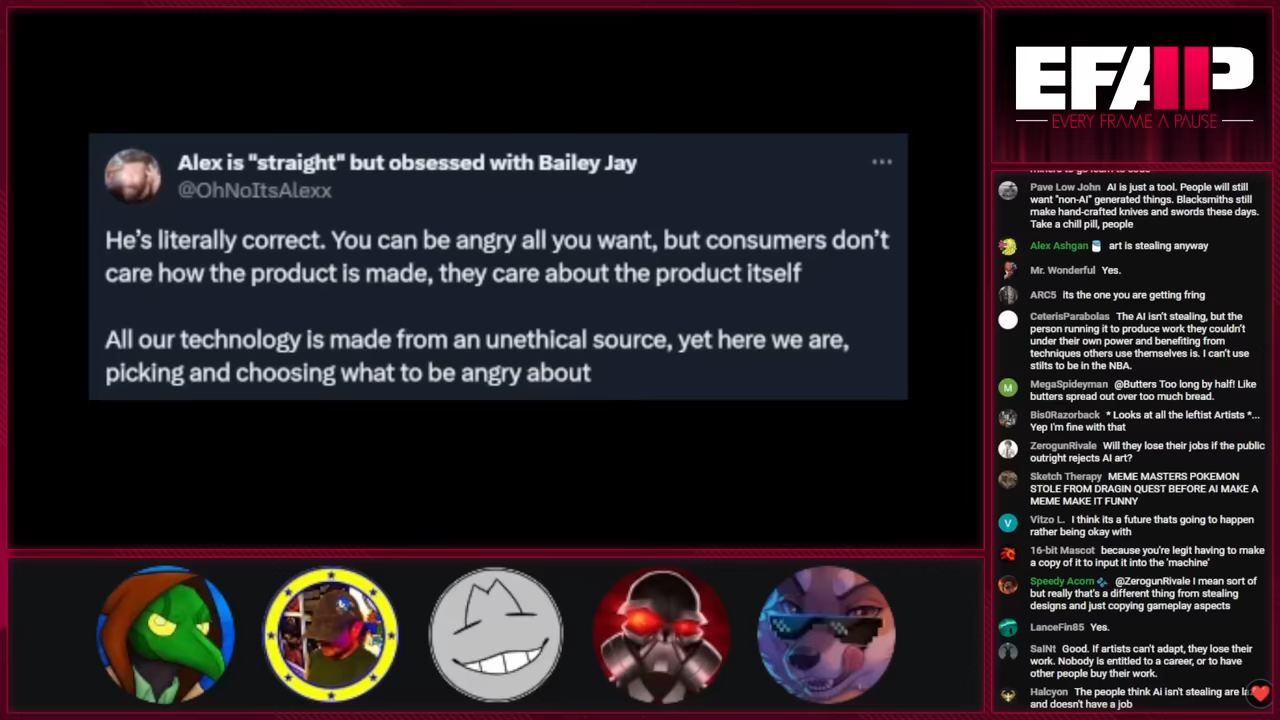 Alex is "straight" but obsessed with Bailey Jay
@OhNoItsAlexx
He's literally correct. You can be angry all you want, but consumers don't
care how the product is made, they care about the product itself
All our technology is made from an unethical source, yet here we are,
picking and choosing what to be angry about
EFAP
EVERY FRAME A PAUSE
Pave Low John AI is just a tool. People will still
want "non-AI" generated things. Blacksmiths still
make hand-crafted knives and swords these days.
Take a chill pill, people
Alex Ashgan art is stealing anyway
Mr. Wonderful Yes.
ARC5 its the one you are getting fring
CeterisParabolas The AI isn't stealing, but the
person running it to produce work they couldn't
under their own power and benefiting from
techniques others use themselves is. I can't use
stilts to be in the NBA.
M
MegaSpideyman @Butters Too long by half! Like
butters spread out over too much bread.
Bis0Razorback * Looks at all the leftist Artists *...
Yep I'm fine with that
ZerogunRivale Will they lose their jobs if the public
outright rejects AI art?
Sketch Therapy MEME MASTERS POKEMON
STOLE FROM DRAGIN QUEST BEFORE AI MAKE A
MEME MAKE IT FUNNY
V
Vitzo L. I think its a future thats going to happen
rather being okay with
16-bit Mascot because you're legit having to make
a copy of it to input it into the 'machine'
Speedy Acorn @ZerogunRivale I mean sort of
but really that's a different thing from stealing
designs and just copying gameplay aspects
LanceFin85 Yes.
SaINt Good. If artists can't adapt, they lose their
work. Nobody is entitled to a career, or to have
other people buy their work.
Halcyon The people think Ai isn't stealing are
and doesn't have a job